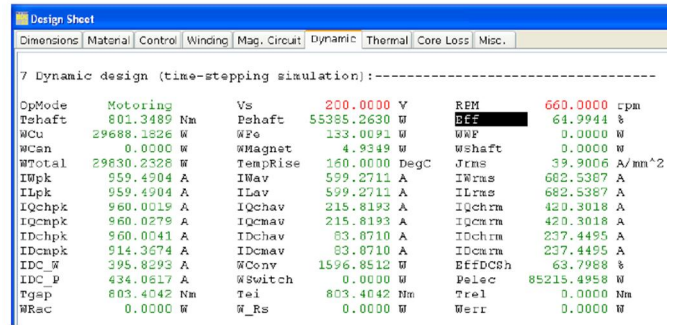 Design Sheet
Dimensions Material Control Winding Mag. Circuit Dynamic Thermal Core Loss Misc.
7 Dynamic design (time-stepping simulation):-----------------------------------
OpMode Motoring Vs 200.0000 V RPM 660.0000 rpm
Tshaft 801.3489 Nm Pshaft 55385.2630 W Eff 64.9944 %
WCu 29688.1826 W WFe 133.0091 W WWF 0.0000 W
WCan 0.0000 W WMagnet 4.9349 W Wshaft 0.0000 W
WTotal 29830.2328 W TempRise 160.0000 DegC Jrms 39.9006 A/mm^2
IWpk 959.4904 A IWav 599.2711 A IWrms 682.5387 A
ILpk 959.4904 A ILav 599.2711 A ILrms 682.5387 A
IQchpk 960.0019 A IQchav 215.8193 A IQchrm 420.3018 A
IQcmpk 960.0279 A IQcmav 215.8193 A IQcmrm 420.3018 A
IDchpk 960.0041 A IDchav 83.8710 A IDchrm 237.4495 A
IDcmpk 914.3674 A IDcmav 83.8710 A IDcmrm 237.4495 A
IDC_W 395.8293 A WConv 1596.8512 W EffDCSh 63.7988 %
IDC_P 434.0617 A WSwitch 0.0000 W Pelec 85215.4958 W
Tgap 803.4042 Nm Tei 803.4042 Nm Trel 0.0000 Nm
WRac 0.0000 W W_Rs 0.0000 W Werr 0.0000 W